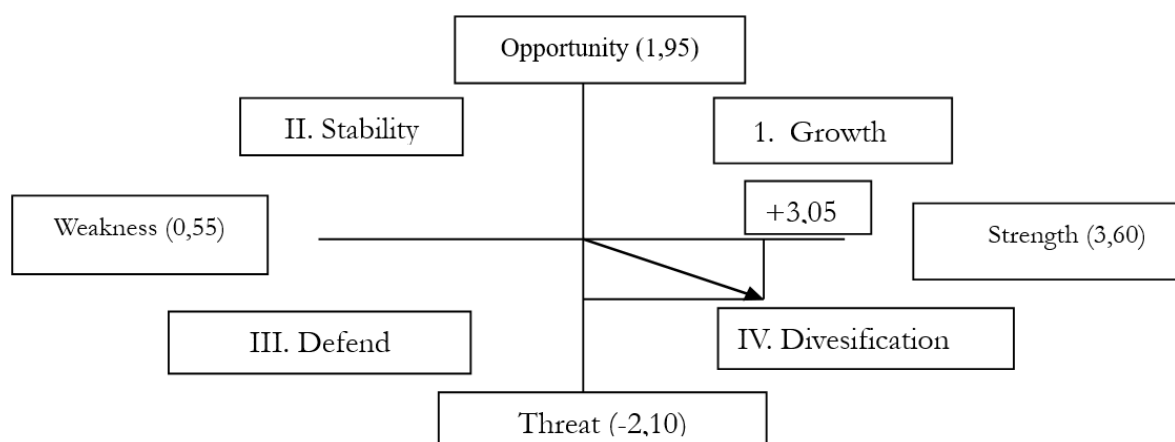 Opportunity (1,95)
II. Stability
1. Growth
+3,05
Weakness (0,55)
Strength (3,60)
III. Defend
IV. Divesification
Threat (-2,10)